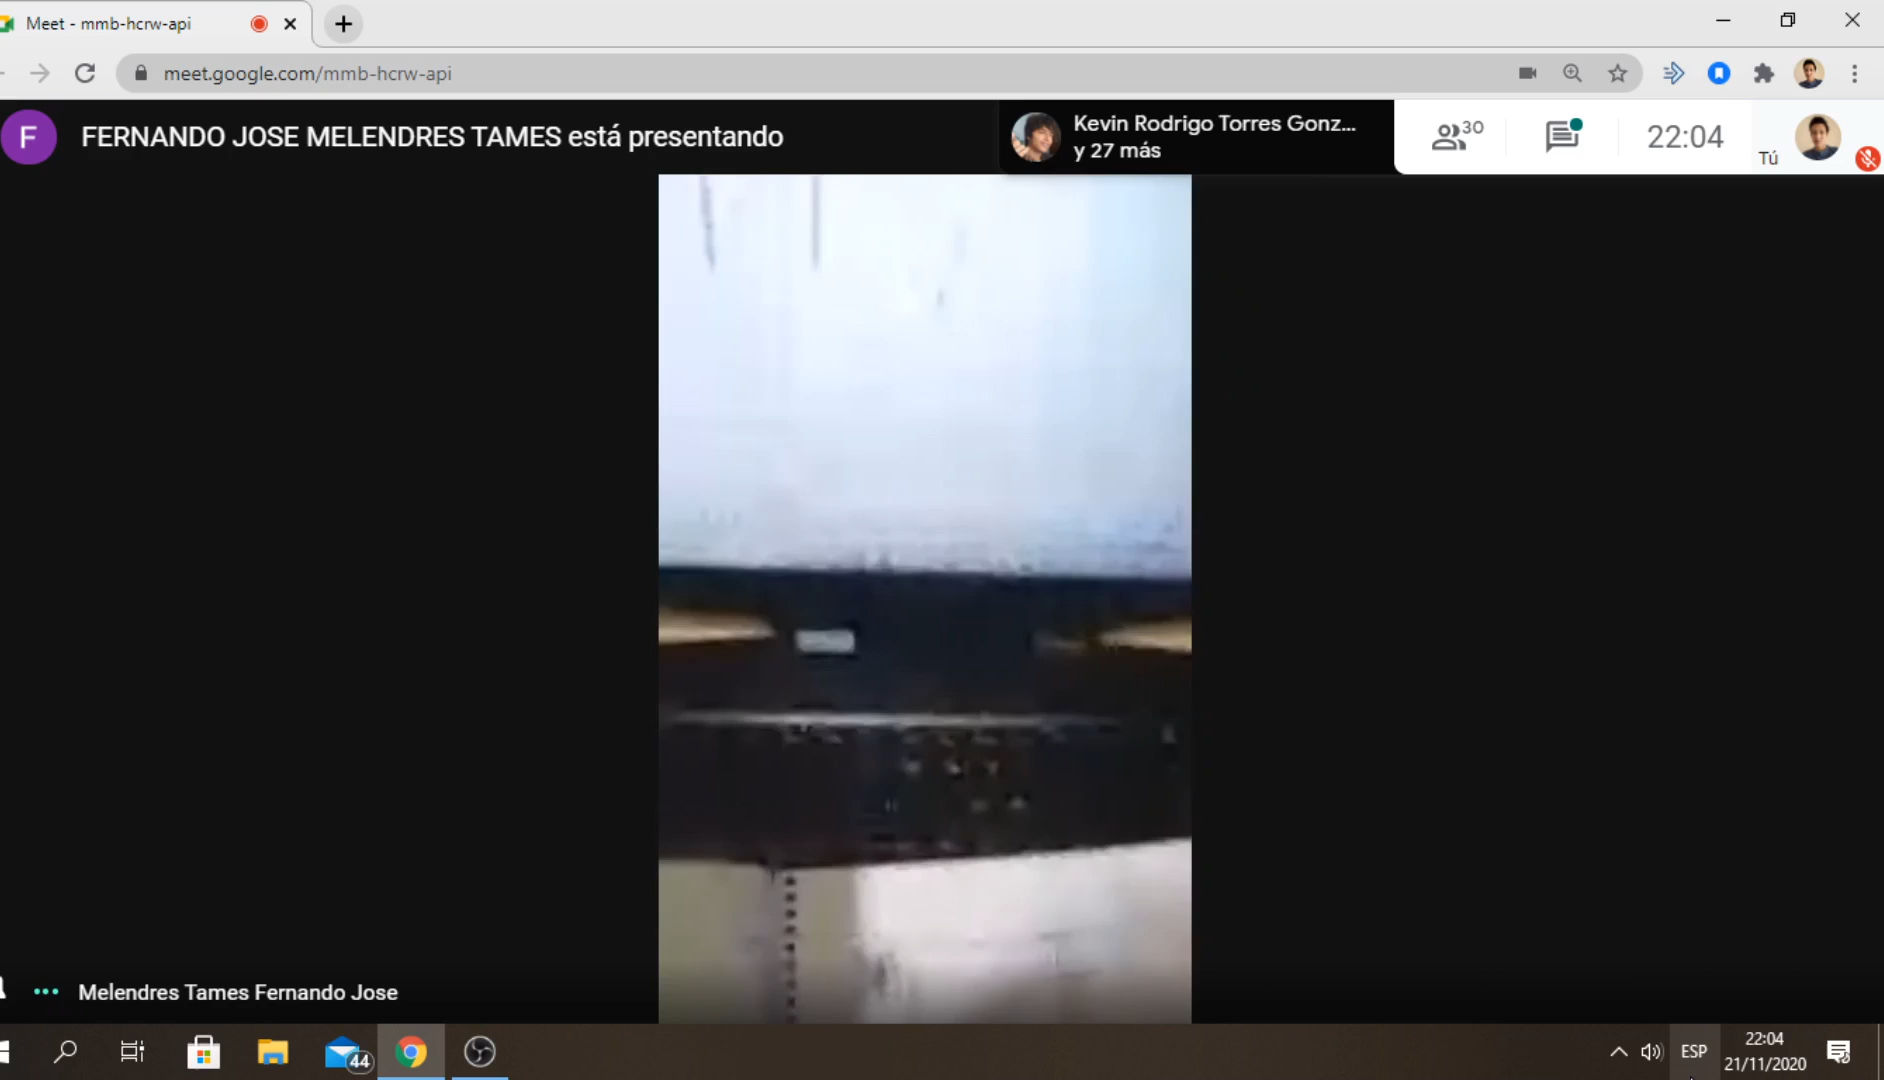 Meet - mmb-hcrw-api
meet.google.com/mmb-hcrw-api
F
FERNANDO JOSE MELENDRES TAMES está presentando
Kevin Rodrigo Torres Gonz...
y 27 más
30
22:04
Tú
Melendres Tames Fernando Jose
44
ESP
22:04
21/11/2020